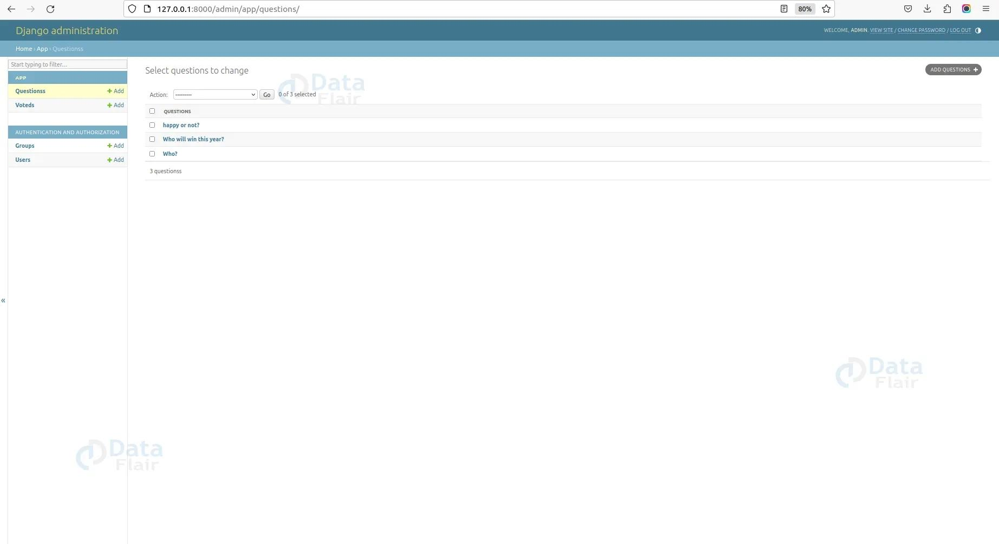 127.0.0.1:8000/admin/app/questions/
80%
Django administration
WELCOME, ADMIN. VIEW SITE / CHANGE PASSWORD / LOG OUT
Home › App › Questionss
Start typing to filter...
APP
Questionss + Add
Voteds + Add
AUTHENTICATION AND AUTHORIZATION
Groups + Add
Users + Add
«
Select questions to change
ADD QUESTIONS +
Action: --------- Go 0 of 3 selected
QUESTIONS
happy or not?
Who will win this year?
Who?
3 questionss
Data
Flair
Data
Flair
Data
Flair